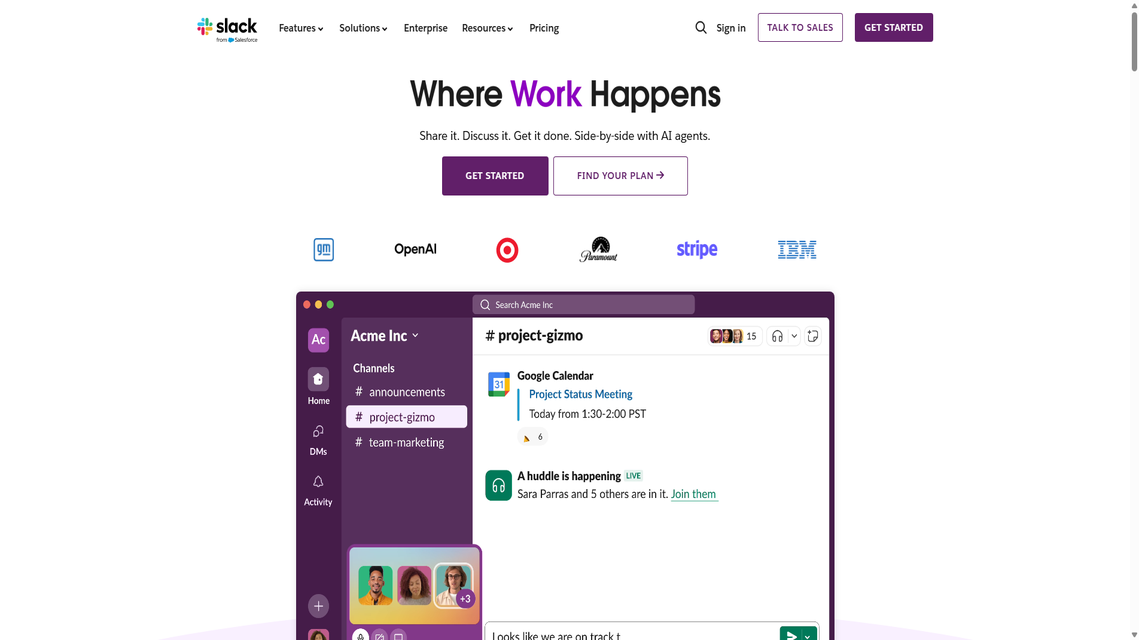 slack
from Salesforce
Features
Solutions
Enterprise
Resources
Pricing
Sign in
TALK TO SALES
GET STARTED
Where Work Happens
Share it. Discuss it. Get it done. Side-by-side with AI agents.
GET STARTED
FIND YOUR PLAN →
gm
OpenAI
Paramount
stripe
IBM
Search Acme Inc
Ac
Home
DMs
Activity
Acme Inc
Channels
# announcements
# project-gizmo
# team-marketing
+3
# project-gizmo
15
31
Google Calendar
Project Status Meeting
Today from 1:30-2:00 PST
6
A huddle is happening LIVE
Sara Parras and 5 others are in it. Join them
Looks like we are on track t